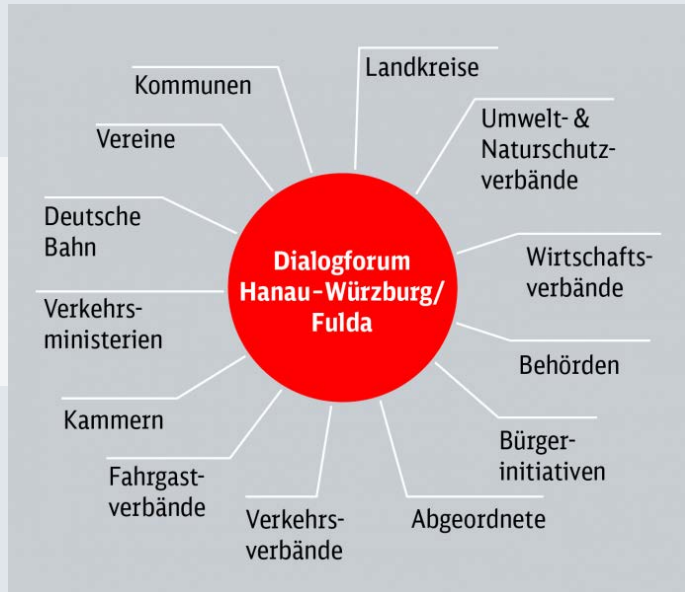 Landkreise
Umwelt- &
Naturschutz-
verbände
Wirtschafts-
verbände
Behörden
Bürger-
initiativen
Abgeordnete
Verkehrs-
verbände
Fahrgast-
verbände
Kammern
Verkehrs-
ministerien
Deutsche
Bahn
Vereine
Kommunen
Dialogforum
Hanau-Würzburg/
Fulda